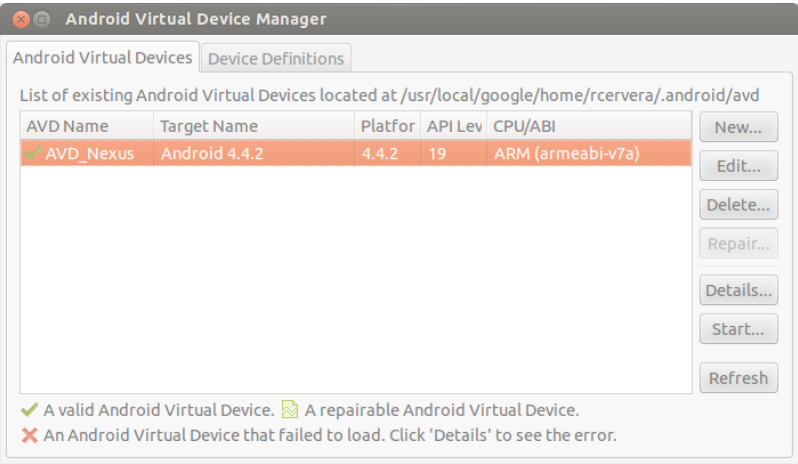 Android Virtual Device Manager
Android Virtual Devices Device Definitions
List of existing Android Virtual Devices located at /usr/local/google/home/rcervera/.android/avd
AVD Name Target Name Platfor API Lev CPU/ABI
AVD_Nexus Android 4.4.2 4.4.2 19 ARM (armeabi-v7a)
New...
Edit...
Delete...
Repair...
Details...
Start...
Refresh
A valid Android Virtual Device. A repairable Android Virtual Device.
An Android Virtual Device that failed to load. Click 'Details' to see the error.